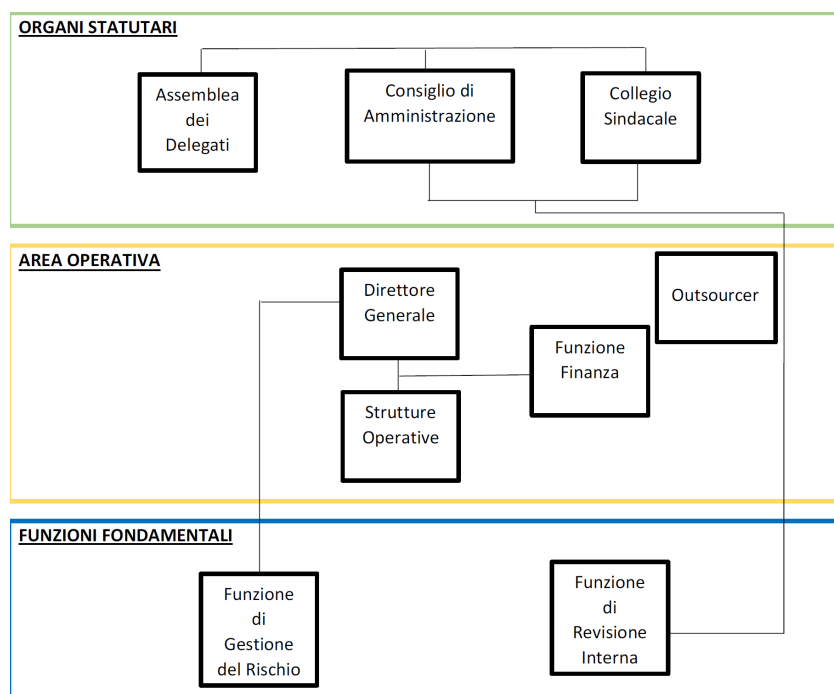 ORGANI STATUTARI
Assemblea
dei
Delegati
Consiglio di
Amministrazione
Collegio
Sindacale
AREA OPERATIVA
Direttore
Generale
Outsourcer
Funzione
Finanza
Strutture
Operative
FUNZIONI FONDAMENTALI
Funzione
di
Gestione
del Rischio
Funzione
di
Revisione
Interna